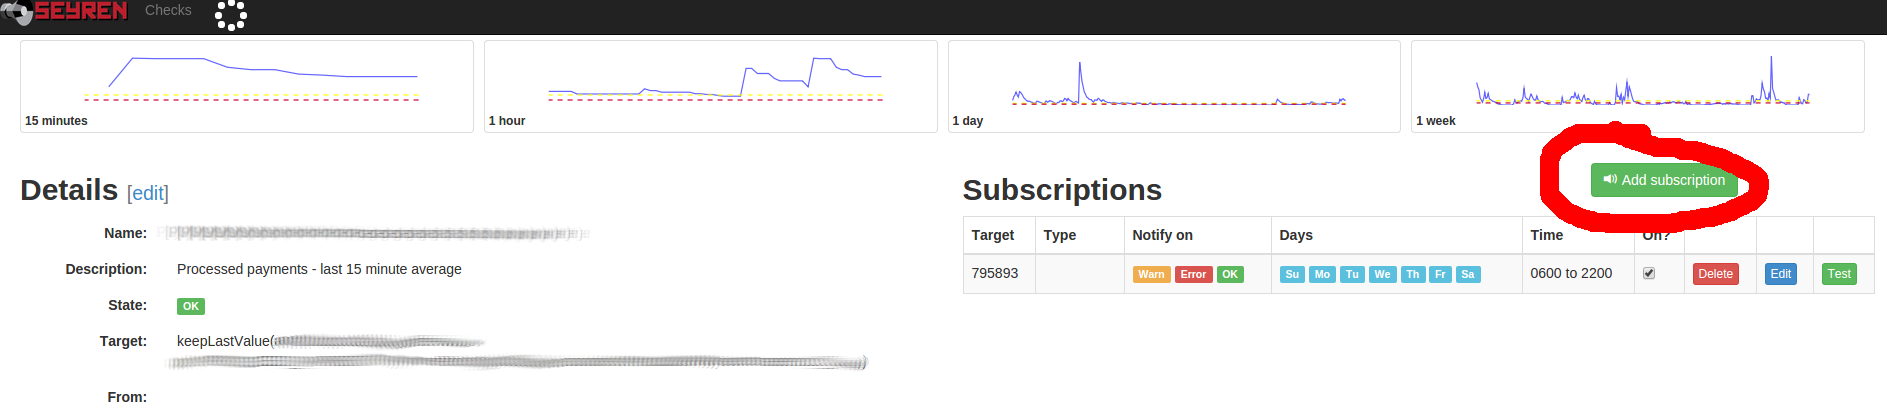 SEYREN Checks
15 minutes 1 hour 1 day 1 week
Details [edit]
Subscriptions
Add subscription
Name:
Description: Processed payments - last 15 minute average
State: OK
Target: keepLastValue(
From:
Target Type Notify on Days Time On?
795893 Warn Error OK Su Mo Tu We Th Fr Sa 0600 to 2200 Delete Edit Test